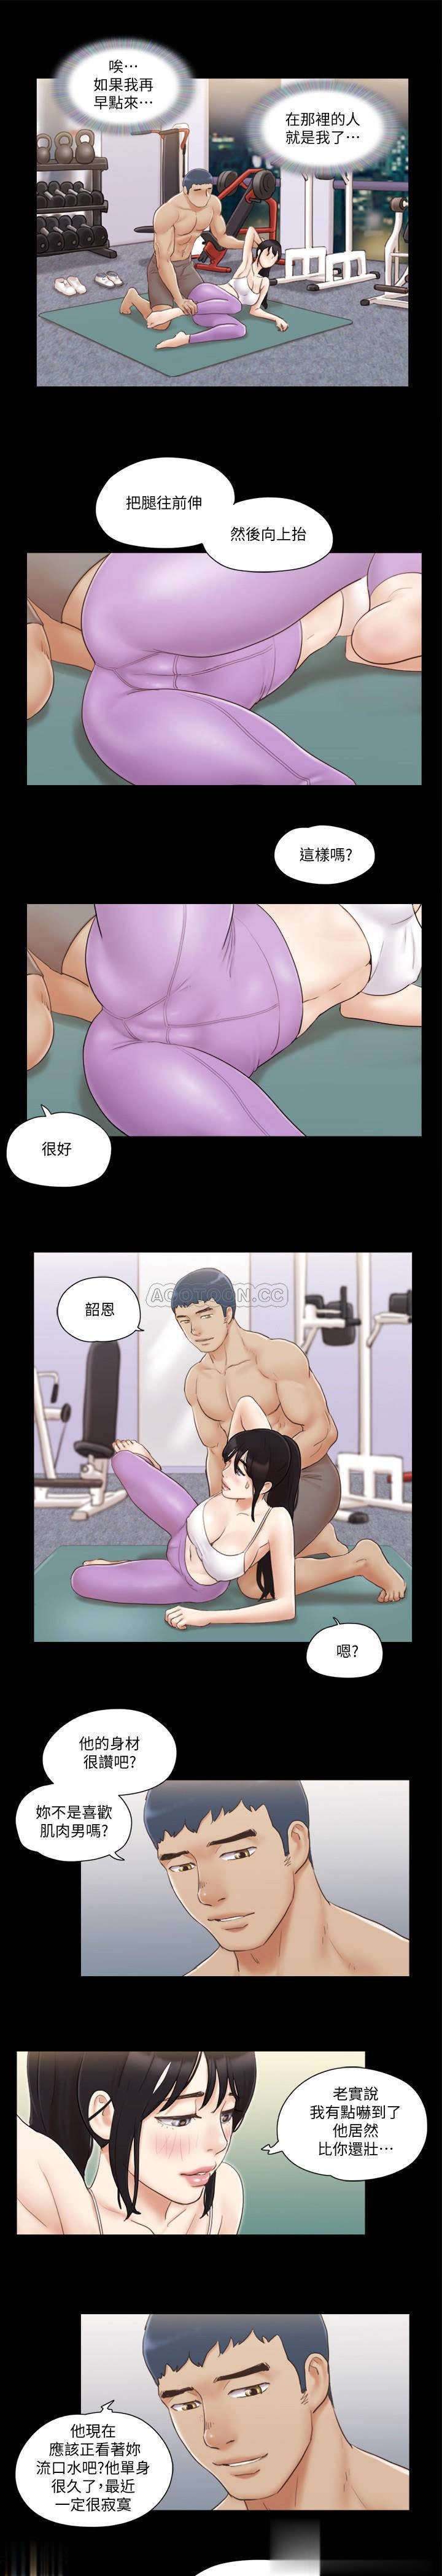 唉⋯
如果我再
早點來⋯
在那裡的人
就是我了⋯
把腿往前伸
然後向上抬
這樣嗎?
很好
ACOTOON.CC
韶恩
嗯?
他的身材
很讚吧?
妳不是喜歡
肌肉男嗎?
老實說
我有點嚇到了
他居然
比你還壯⋯
他現在
應該正看著妳
流口水吧?他單身
很久了,最近
一定很寂寞